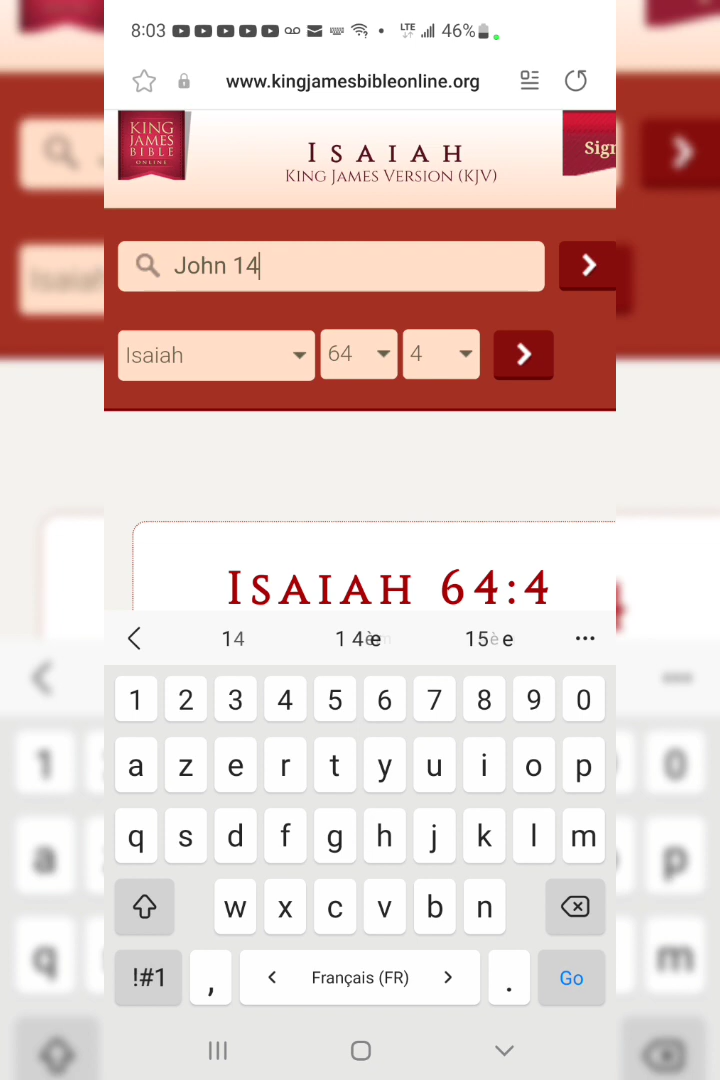 8:03 LTE 46%
www.kingjamesbibleonline.org
KING
JAMES
BIBLE
ONLINE
ISAIAH
KING JAMES VERSION (KJV)
Sign
John 14
Isaiah 64 4
ISAIAH 64:4
14
1 2 3 4 5 6 7 8 9 0
a z e r t y u i o p
q s d f g h j k l m
w x c v b n
!#1 , < Français (FR) > . Go